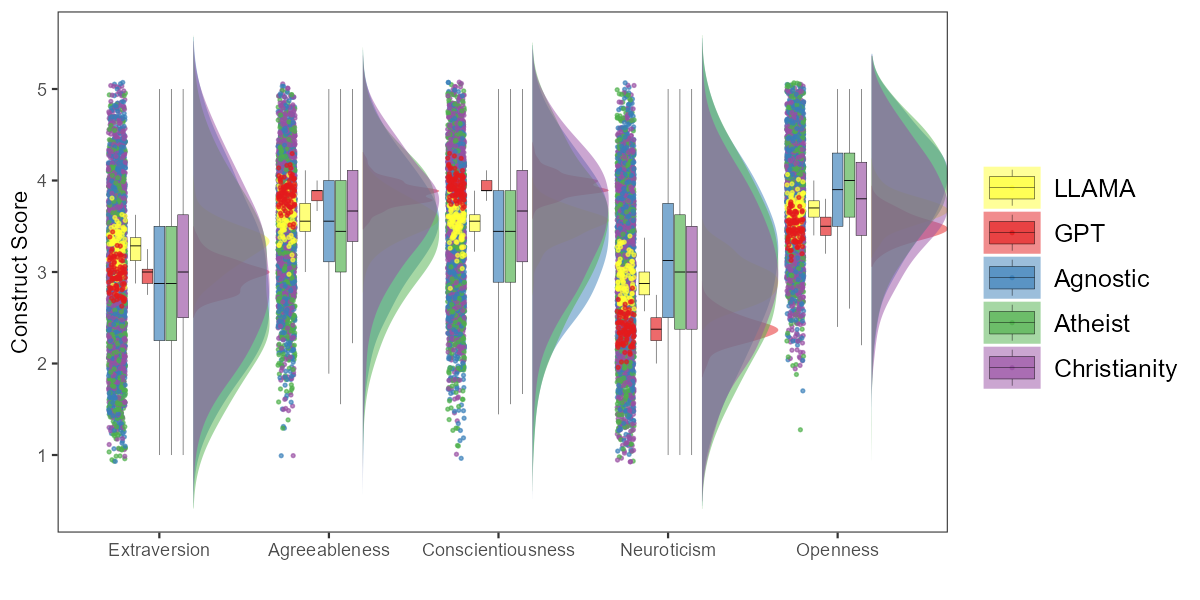 Construct Score
5
4
3
2
1
Extraversion
Agreeableness
Conscientiousness
Neuroticism
Openness
LLAMA
GPT
Agnostic
Atheist
Christianity